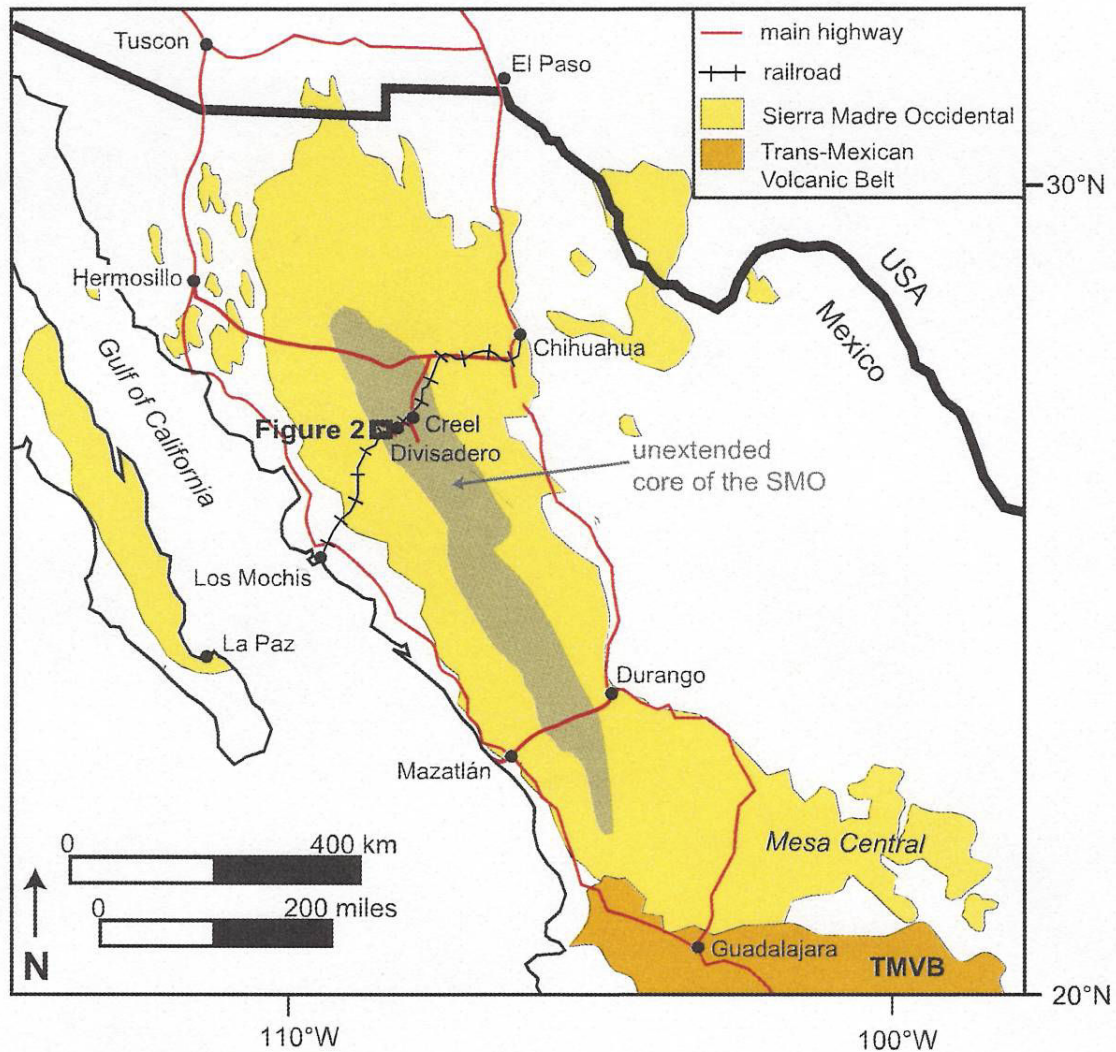 Tuscon
El Paso
main highway
railroad
Sierra Madre Occidental
Trans-Mexican
Volcanic Belt
30°N
Hermosillo
USA
Mexico
Chihuahua
Gulf of California
Figure 2
Creel
Divisadero
unextended
core of the SMO
Los Mochis
La Paz
Durango
Mazatlán
Mesa Central
0 400 km
0 200 miles
N
Guadalajara
TMVB
20°N
110°W
100°W